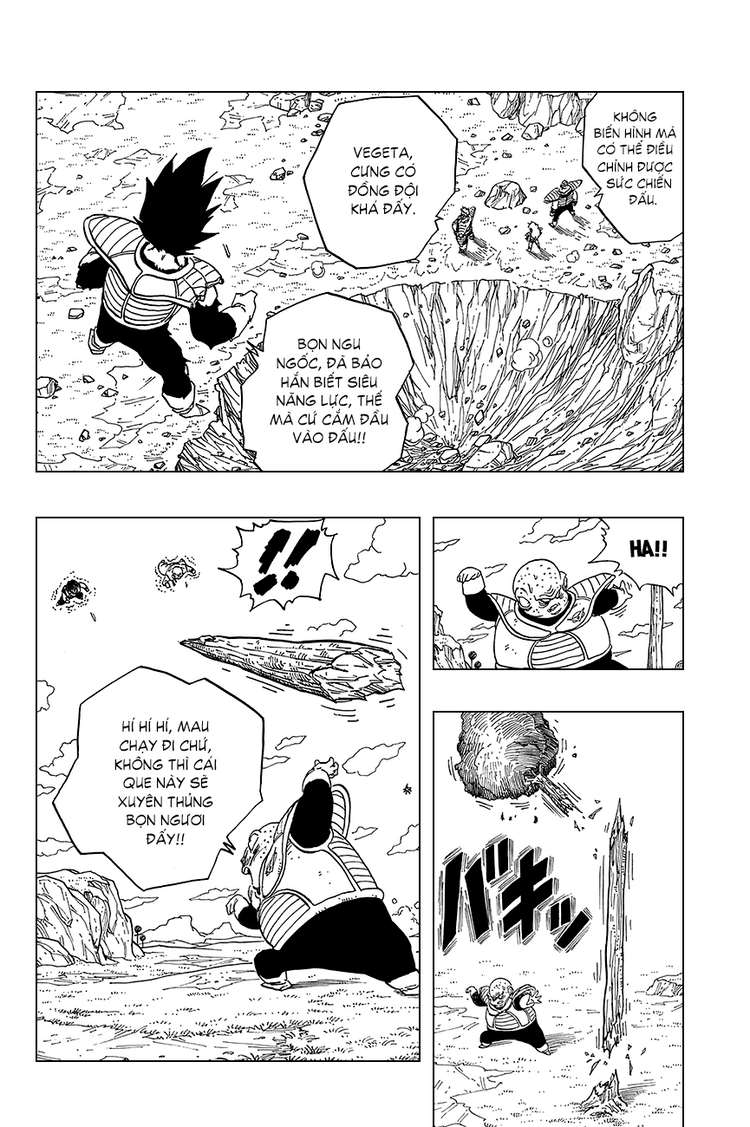 KHÔNG
BIẾN HÌNH MÀ
CÓ THỂ ĐIỀU
CHỈNH ĐƯỢC
SỨC CHIẾN
ĐẤU.
VEGETA,
CŨNG CÓ
ĐỒNG ĐỘI
KHÁ ĐẤY.
BỌN NGU
NGỐC, ĐÃ BẢO
HẮN BIẾT SIÊU
NĂNG LỰC, THẾ
MÀ CỨ CẮM ĐẦU
VÀO ĐẤU!!
HA!!
バキッ
!!
HÍ HÍ HÍ, MAU
CHẠY ĐI CHỨ,
KHÔNG THÌ CÁI
QUE NÀY SẼ
XUYÊN THỦNG
BỌN NGƯƠI
ĐẤY!!